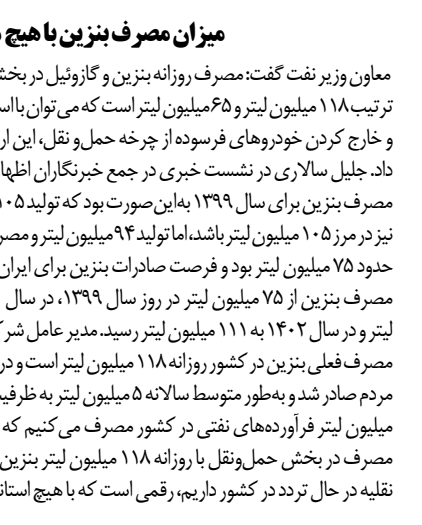 میزان مصرف بنزین با هیچ
معاون وزیر نفت گفت: مصرف روزانه بنزین و گازوئیل در بخش
ترتیب ۱۱۸ میلیون لیتر و ۶۵ میلیون لیتر است که می‌توان با
و خارج کردن خودروهای فرسوده از چرخه حمل و نقل، این
داد. جلیل سالاری در نشست خبری در جمع خبرنگاران
مصرف بنزین برای سال ۱۳۹۹ به‌این‌صورت بود که تولید ۱۰۵
نیز در مرز ۱۰۵ میلیون لیتر باشد، اما تولید ۹۴ میلیون لیتر و
حدود ۷۵ میلیون لیتر بود و فرصت صادرات بنزین برای ایران
مصرف بنزین از ۷۵ میلیون لیتر در روز سال ۱۳۹۹، در سال
لیتر و در سال ۱۴۰۲ به ۱۱۱ میلیون لیتر رسید. مدیر عامل
مصرف فعلی بنزین در کشور روزانه ۱۱۸ میلیون لیتر است و در
مردم صادر شد و به‌طور متوسط سالانه ۵ میلیون لیتر به
میلیون لیتر فرآورده‌های نفتی در کشور مصرف می‌کنیم که
مصرف در بخش حمل‌ونقل با روزانه ۱۱۸ میلیون لیتر بنزین
نقلیه در حال تردد در کشور داریم، رقمی است که با هیچ